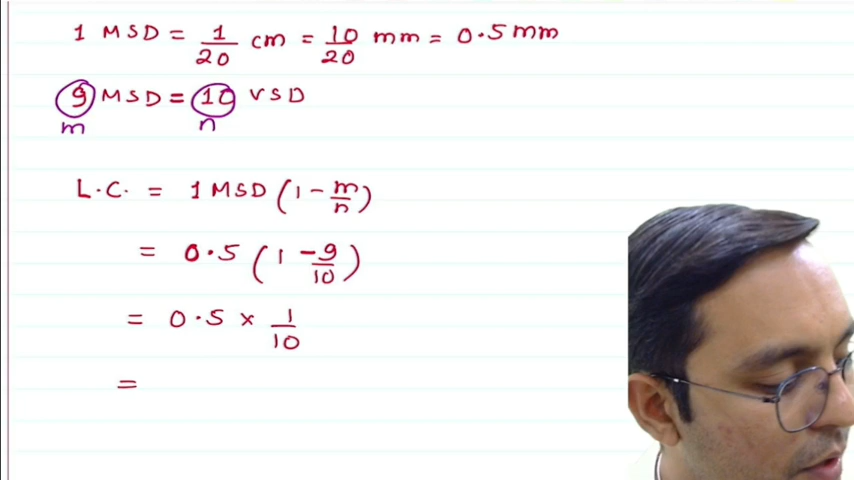 1 MSD = 1/20 cm = 10/20 mm = 0.5 mm
9 MSD = 10 VSD
m n
L.C. = 1 MSD (1 - m/n)
= 0.5 (1 - 9/10)
= 0.5 × 1/10
=